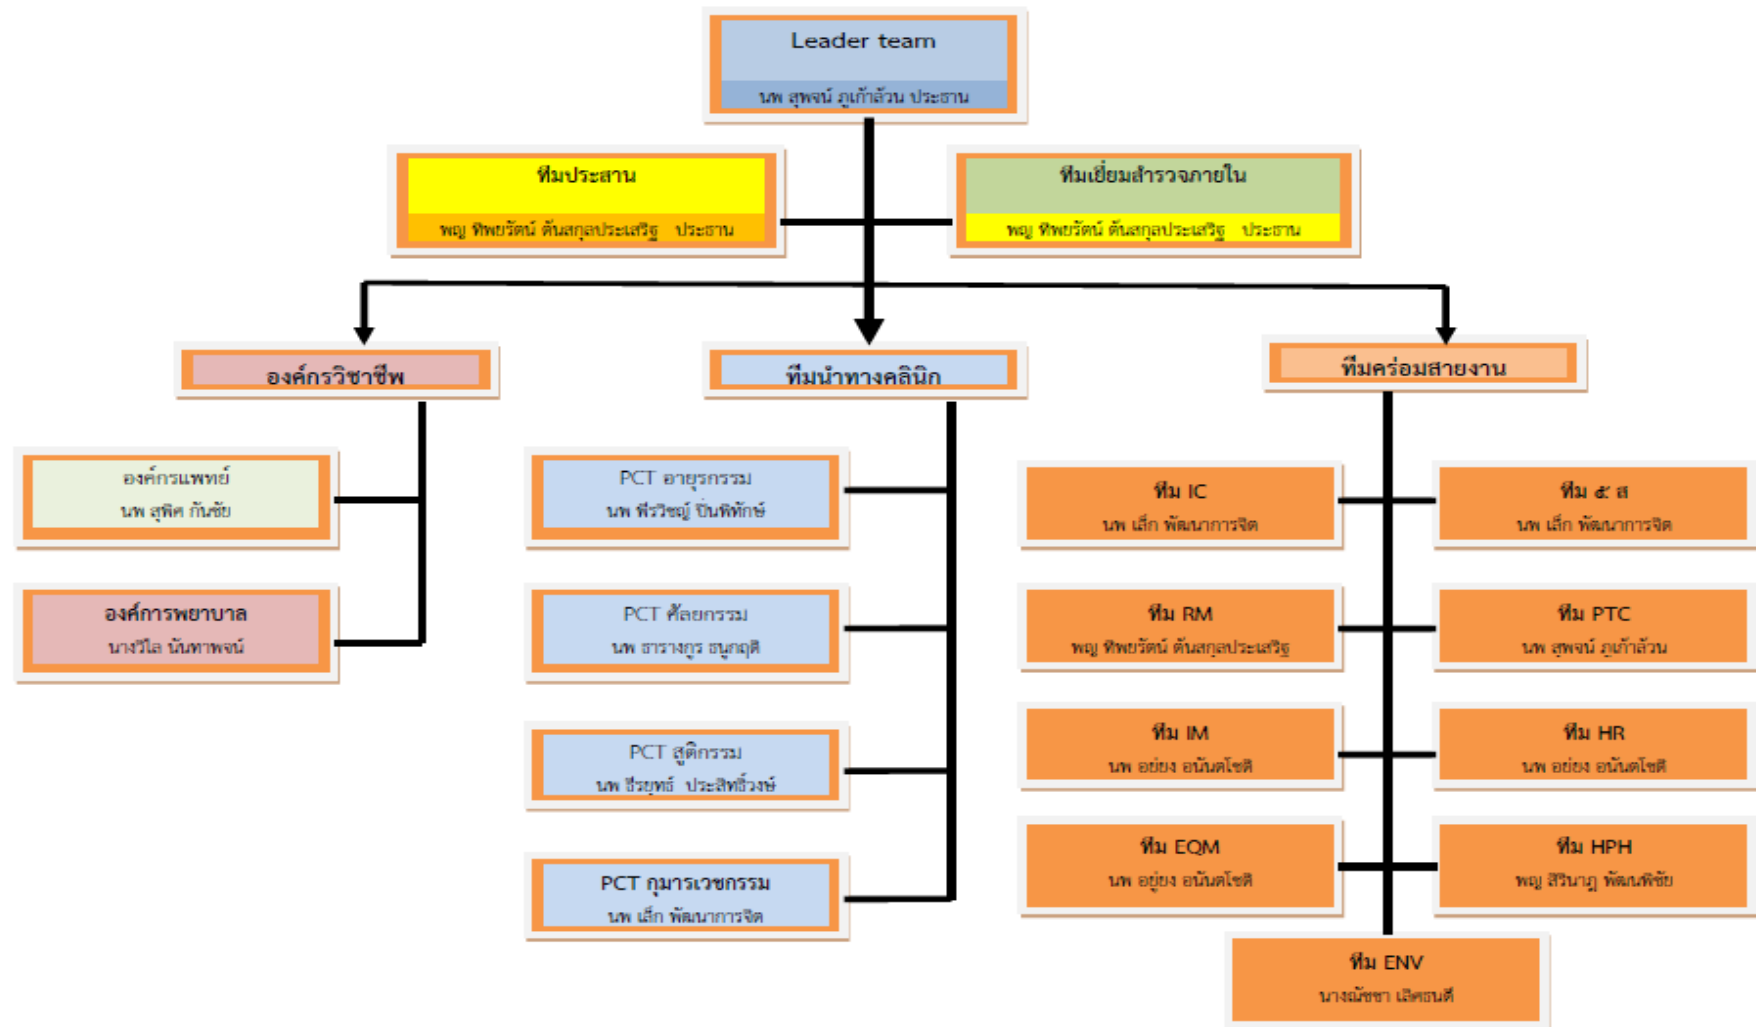 Leader team
นพ สุพจน์ ภูเก้าล้วน ประธาน
ทีมประสาน
พญ ทิพยรัตน์ ตันสกุลประเสริฐ ประธาน
ทีมเยี่ยมสำรวจภายใน
พญ ทิพยรัตน์ ตันสกุลประเสริฐ ประธาน
องค์กรวิชาชีพ
ทีมนำทางคลินิก
ทีมคร่อมสายงาน
องค์กรแพทย์
นพ สุพิศ กันชัย
องค์การพยาบาล
นางวิไล นันทาพจน์
PCT อายุรกรรม
นพ พีรวิชญ์ ปิ่นพิทักษ์
PCT ศัลยกรรม
นพ ธารางกูร ธนูกฤติ
PCT สูติกรรม
นพ ธีรยุทธ์ ประสิทธิ์วงษ์
PCT กุมารเวชกรรม
นพ เล็ก พัฒนาการจิต
ทีม IC
นพ เล็ก พัฒนาการจิต
ทีม ๕ ส
นพ เล็ก พัฒนาการจิต
ทีม RM
พญ ทิพยรัตน์ ตันสกุลประเสริฐ
ทีม PTC
นพ สุพจน์ ภูเก้าล้วน
ทีม IM
นพ อย่ยง อนันตโชติ
ทีม HR
นพ อย่ยง อนันตโชติ
ทีม EQM
นพ อยู่ยง อนันตโชติ
ทีม HPH
พญ สิรินาฎ พัฒนพิชัย
ทีม ENV
นางณัชชา เลิศธนดี